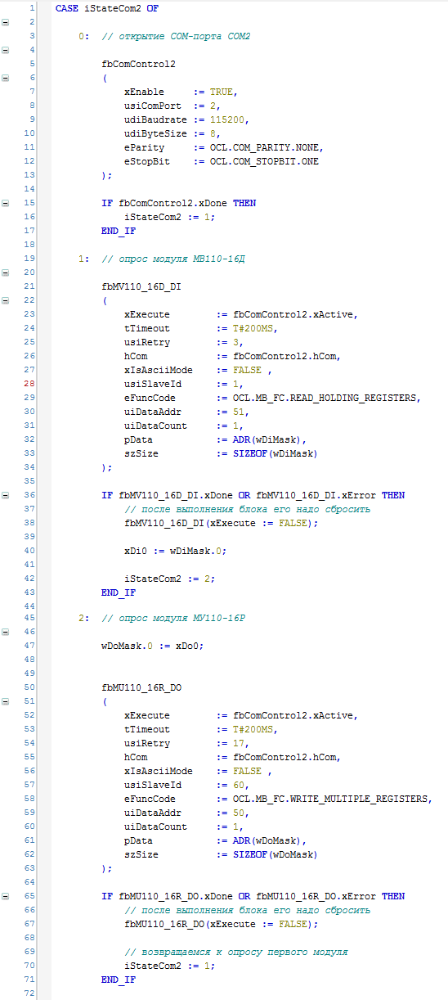 1 CASE iStateCom2 OF
2
3 0: // открытие COM-порта COM2
4
5 fbComControl2
6 (
7 xEnable := TRUE,
8 usiComPort := 2,
9 udiBaudrate := 115200,
10 udiByteSize := 8,
11 eParity := OCL.COM_PARITY.NONE,
12 eStopBit := OCL.COM_STOPBIT.ONE
13 );
14
15 IF fbComControl2.xDone THEN
16 iStateCom2 := 1;
17 END_IF
18
19 1: // опрос модуля МВ110-16Д
20
21 fbMV110_16D_DI
22 (
23 xExecute := fbComControl2.xActive,
24 tTimeout := T#200MS,
25 usiRetry := 3,
26 hCom := fbComControl2.hCom,
27 xIsAsciiMode := FALSE ,
28 usiSlaveId := 1,
29 eFuncCode := OCL.MB_FC.READ_HOLDING_REGISTERS,
30 uiDataAddr := 51,
31 uiDataCount := 1,
32 pData := ADR(wDiMask),
33 szSize := SIZEOF(wDiMask)
34 );
35
36 IF fbMV110_16D_DI.xDone OR fbMV110_16D_DI.xError THEN
37 // после выполнения блока его надо сбросить
38 fbMV110_16D_DI(xExecute := FALSE);
39
40 xDi0 := wDiMask.0;
41
42 iStateCom2 := 2;
43 END_IF
44
45 2: // опрос модуля МУ110-16Р
46
47 wDoMask.0 := xDo0;
48
49
50 fbMU110_16R_DO
51 (
52 xExecute := fbComControl2.xActive,
53 tTimeout := T#200MS,
54 usiRetry := 17,
55 hCom := fbComControl2.hCom,
56 xIsAsciiMode := FALSE ,
57 usiSlaveId := 60,
58 eFuncCode := OCL.MB_FC.WRITE_MULTIPLE_REGISTERS,
59 uiDataAddr := 50,
60 uiDataCount := 1,
61 pData := ADR(wDoMask),
62 szSize := SIZEOF(wDoMask)
63 );
64
65 IF fbMU110_16R_DO.xDone OR fbMU110_16R_DO.xError THEN
66 // после выполнения блока его надо сбросить
67 fbMU110_16R_DO(xExecute := FALSE);
68
69 // возвращаемся к опросу первого модуля
70 iStateCom2 := 1;
71 END_IF
72